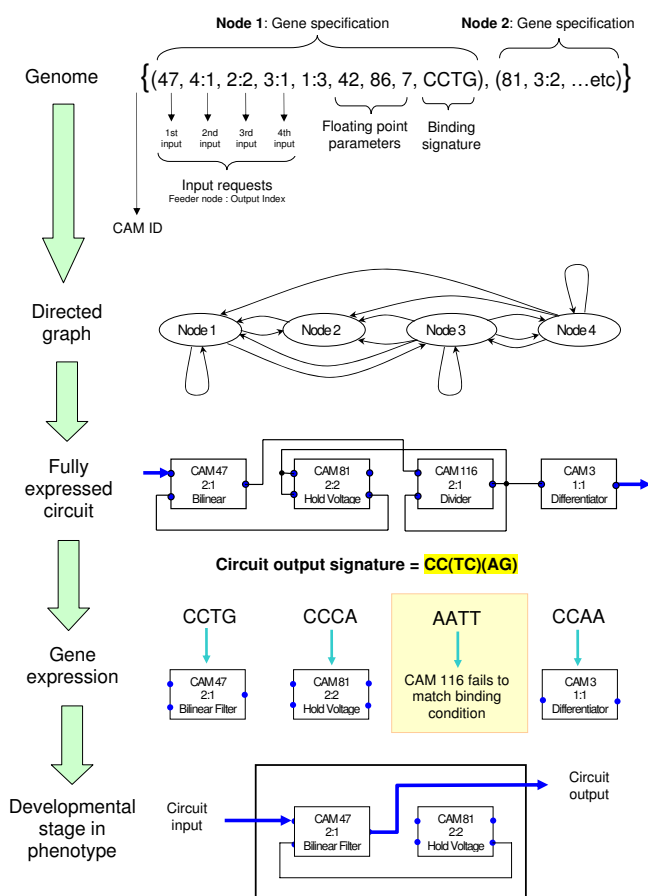 Node 1: Gene specification
Node 2: Gene specification
Genome
{(47, 4:1, 2:2, 3:1, 1:3, 42, 86, 7, CCTG), (81, 3:2, …etc)}
1st input
2nd input
3rd input
4th input
Floating point parameters
Binding signature
Input requests
Feeder node : Output Index
CAM ID
Directed graph
Node 1
Node 2
Node 3
Node 4
Fully expressed circuit
CAM 47
2:1
Bilinear
CAM 81
2:2
Hold Voltage
CAM 116
2:1
Divider
CAM 3
1:1
Differentiator
Circuit output signature = CC(TC)(AG)
Gene expression
CCTG
CCCA
AATT
CCAA
CAM 47
2:1
Bilinear Filter
CAM 81
2:2
Hold Voltage
CAM 116 fails to match binding condition
CAM 3
1:1
Differentiator
Developmental stage in phenotype
Circuit input
Circuit output
CAM 47
2:1
Bilinear Filter
CAM 81
2:2
Hold Voltage